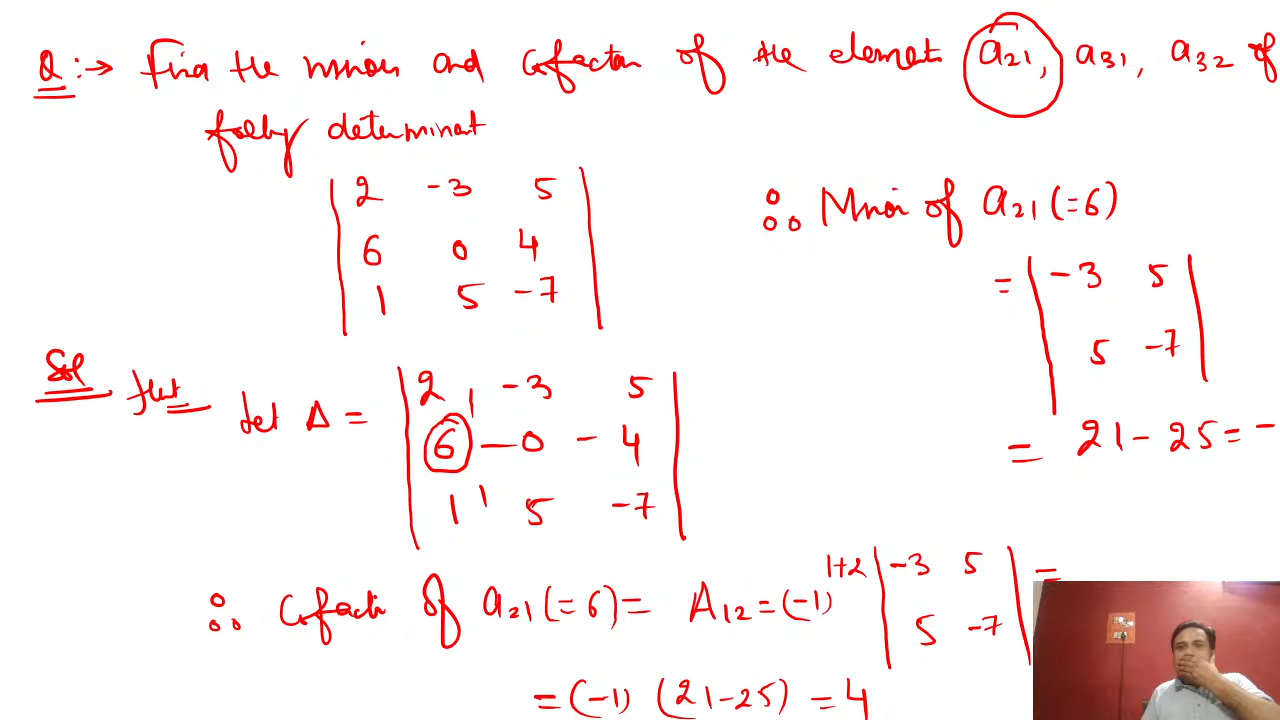 Q :→ Find the minor and cofactor of the element a21, a31, a32 of
determinant
| 2 -3 5 |
| 6 0 4 |
| 1 5 -7 |
∴ Minor of a21 (=6)
= | -3 5 |
| 5 -7 |
= 21 - 25 = -
Sol
Let Δ = | 2 -3 5 |
| 6 0 4 |
| 1 5 -7 |
∴ Cofactor of a21 (=6) = A12 = (-1)^1+2 | -3 5 | =
| 5 -7 |
= (-1) (21-25) = 4